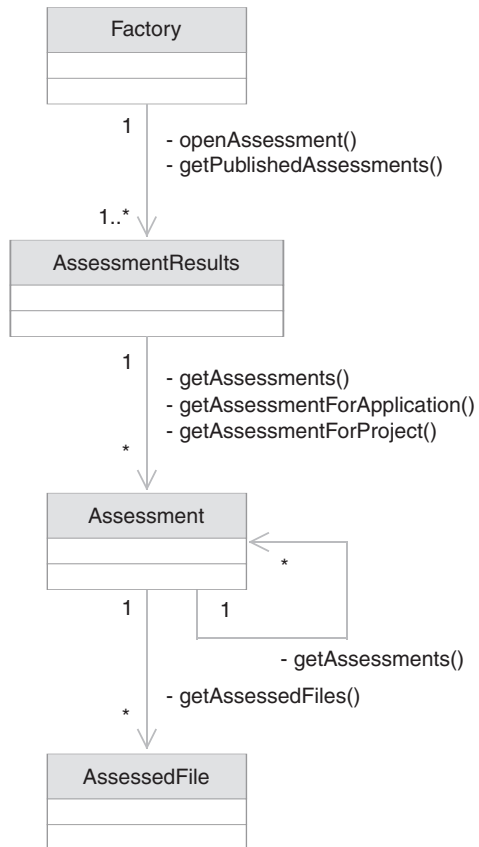 Factory
1
- openAssessment()
- getPublishedAssessments()
1..*
AssessmentResults
1
- getAssessments()
- getAssessmentForApplication()
- getAssessmentForProject()
*
Assessment
*
1
1
- getAssessments()
- getAssessedFiles()
*
AssessedFile